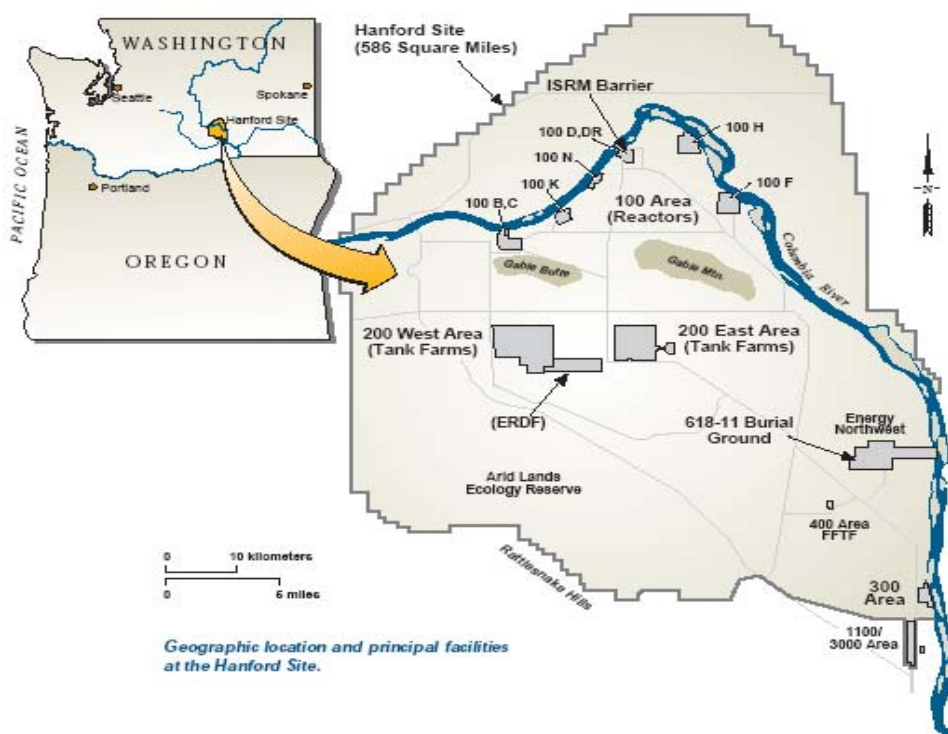 WASHINGTON
Seattle
Spokane
Hanford Site
Portland
PACIFIC OCEAN
OREGON
Hanford Site
(586 Square Miles)
ISRM Barrier
100 D,DR
100 H
100 N
100 K
100 F
100 B,C
100 Area
(Reactors)
-N-
Gable Butte
Gable Mtn.
Columbia River
200 West Area
(Tank Farms)
200 East Area
(Tank Farms)
(ERDF)
618-11 Burial
Ground
Energy
Northwest
Arid Lands
Ecology Reserve
400 Area
FFTF
0 10 kilometers
0 6 miles
Rattlesnake Hills
300
Area
1100/
3000 Area
Geographic location and principal facilities
at the Hanford Site.